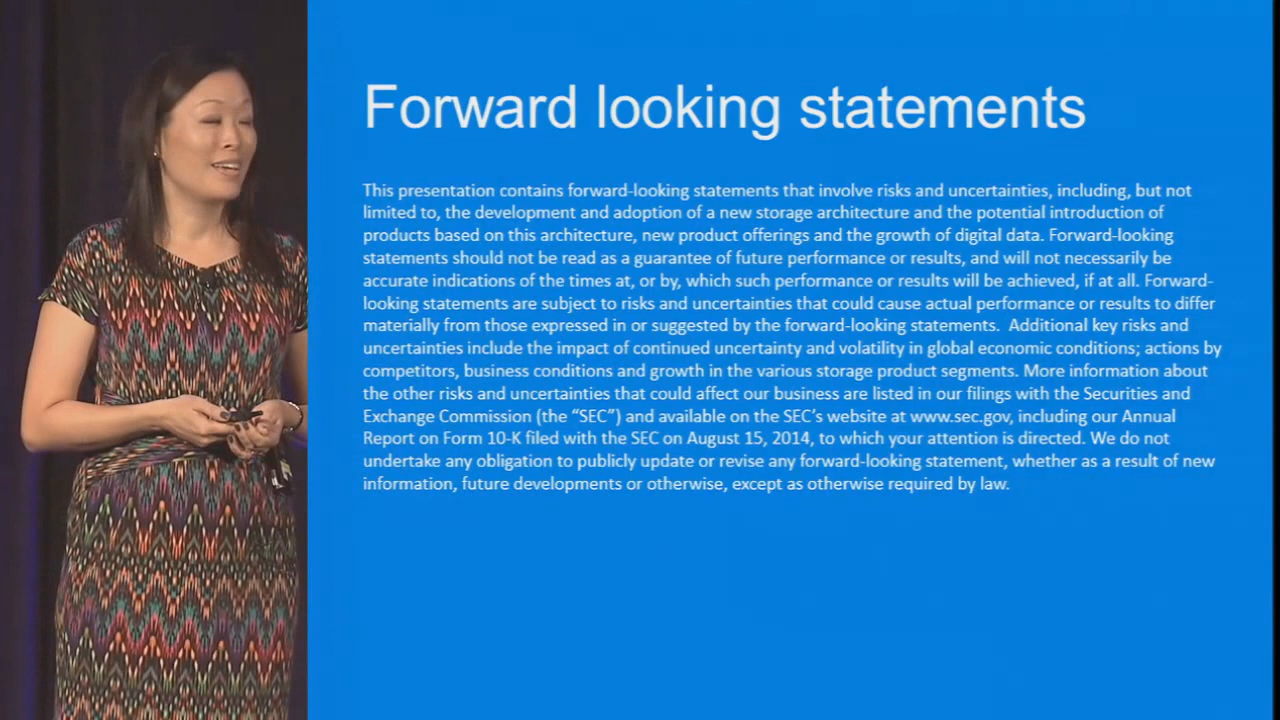 Forward looking statements
This presentation contains forward-looking statements that involve risks and uncertainties, including, but not
limited to, the development and adoption of a new storage architecture and the potential introduction of
products based on this architecture, new product offerings and the growth of digital data. Forward-looking
statements should not be read as a guarantee of future performance or results, and will not necessarily be
accurate indications of the times at, or by, which such performance or results will be achieved, if at all. Forward-
looking statements are subject to risks and uncertainties that could cause actual performance or results to differ
materially from those expressed in or suggested by the forward-looking statements.  Additional key risks and
uncertainties include the impact of continued uncertainty and volatility in global economic conditions; actions by
competitors, business conditions and growth in the various storage product segments. More information about
the other risks and uncertainties that could affect our business are listed in our filings with the Securities and
Exchange Commission (the “SEC”) and available on the SEC’s website at www.sec.gov, including our Annual
Report on Form 10-K filed with the SEC on August 15, 2014, to which your attention is directed. We do not
undertake any obligation to publicly update or revise any forward-looking statement, whether as a result of new
information, future developments or otherwise, except as otherwise required by law.